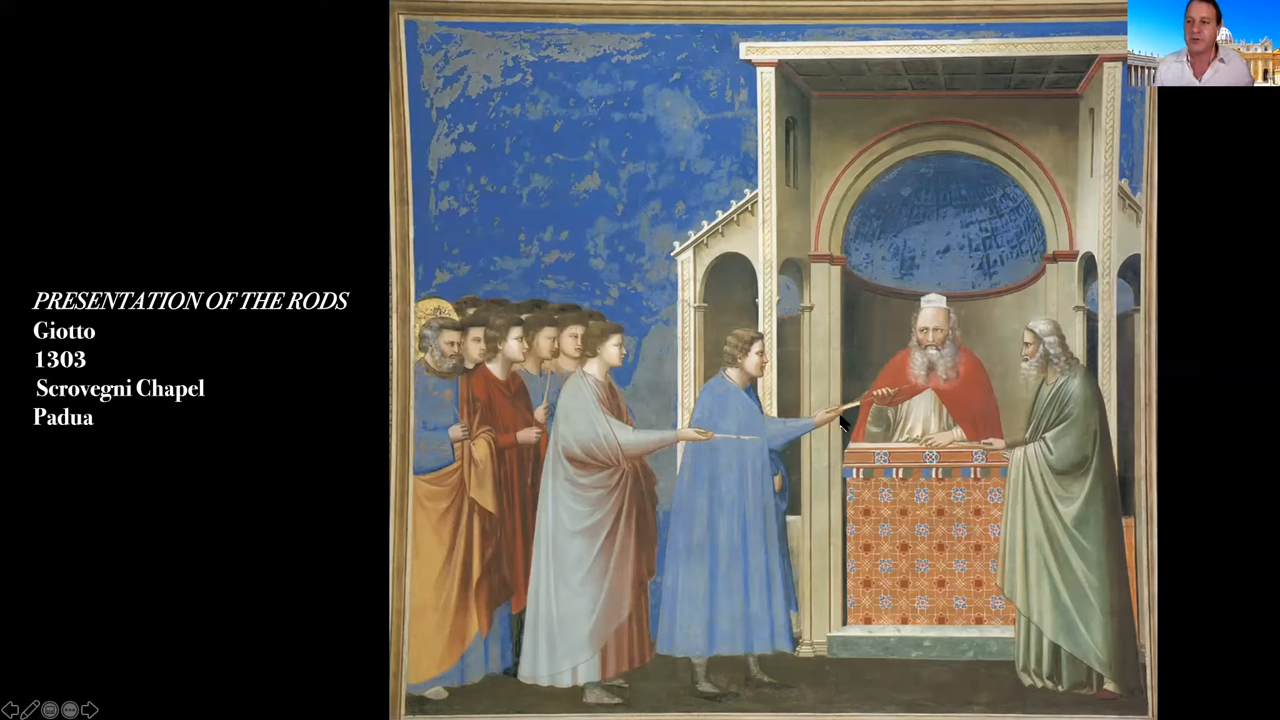 PRESENTATION OF THE RODS
Giotto
1303
Scrovegni Chapel
Padua